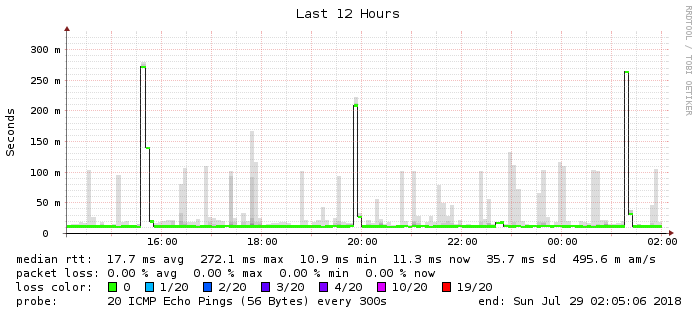 Last 12 Hours
RRDTOOL / TOBI OETIKER
Seconds
300 m
250 m
200 m
150 m
100 m
50 m
0
16:00 18:00 20:00 22:00 00:00 02:00
median rtt: 17.7 ms avg 272.1 ms max 10.9 ms min 11.3 ms now 35.7 ms sd 495.6 m am/s
packet loss: 0.00 % avg 0.00 % max 0.00 % min 0.00 % now
loss color: 0 1/20 2/20 3/20 4/20 10/20 19/20
probe: 20 ICMP Echo Pings (56 Bytes) every 300s end: Sun Jul 29 02:05:06 2018